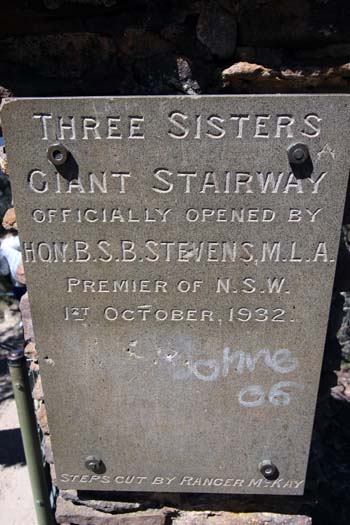 THREE SISTERS
GIANT STAIRWAY
OFFICIALLY OPENED BY
HON.B.S.B.STEVENS,M.L.A.
PREMIER OF N.S.W.
1ST OCTOBER,1932.
06
STEPS CUT BY RANGER MCKAY